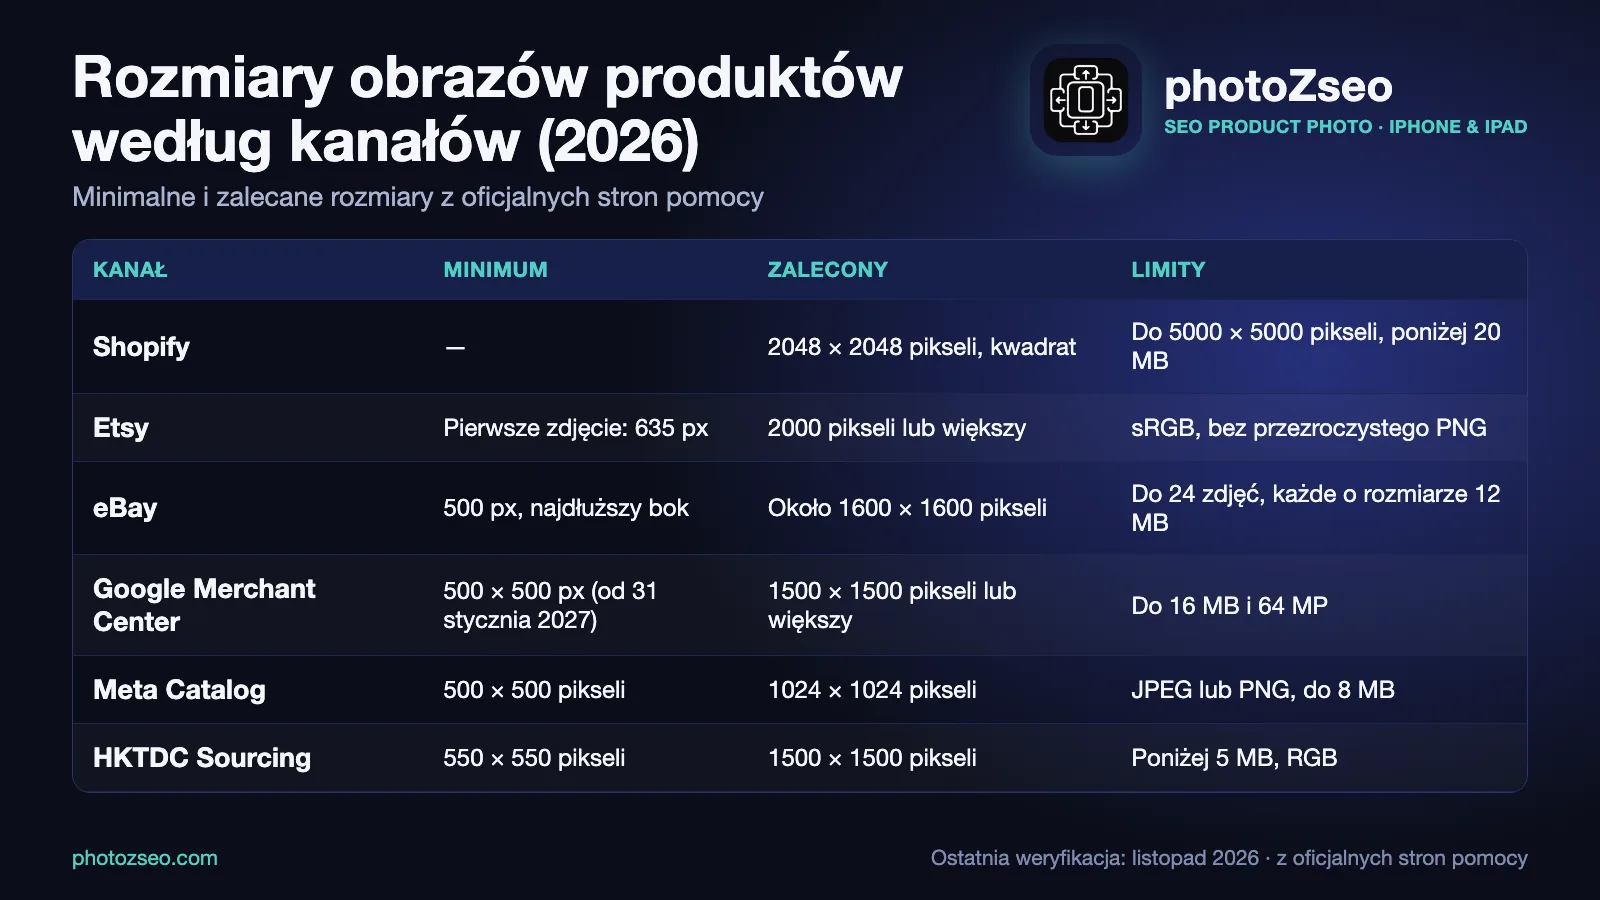 Rozmiary obrazów produktów
według kanałów (2026)
Minimalne i zalecane rozmiary z oficjalnych stron pomocy
photoZseo
SEO PRODUCT PHOTO · IPHONE & IPAD
KANAŁ MINIMUM ZALECONY LIMITY
Shopify — 2048 × 2048 pikseli, kwadrat Do 5000 × 5000 pikseli, poniżej 20
MB
Etsy Pierwsze zdjęcie: 635 px 2000 pikseli lub większy sRGB, bez przezroczystego PNG
eBay 500 px, najdłuższy bok Około 1600 × 1600 pikseli Do 24 zdjęć, każde o rozmiarze 12
MB
Google Merchant 500 × 500 px (od 31 1500 × 1500 pikseli lub Do 16 MB i 64 MP
Center stycznia 2027) większy
Meta Catalog 500 × 500 pikseli 1024 × 1024 pikseli JPEG lub PNG, do 8 MB
HKTDC Sourcing 550 × 550 pikseli 1500 × 1500 pikseli Poniżej 5 MB, RGB
photozseo.com Ostatnia weryfikacja: listopad 2026 · z oficjalnych stron pomocy